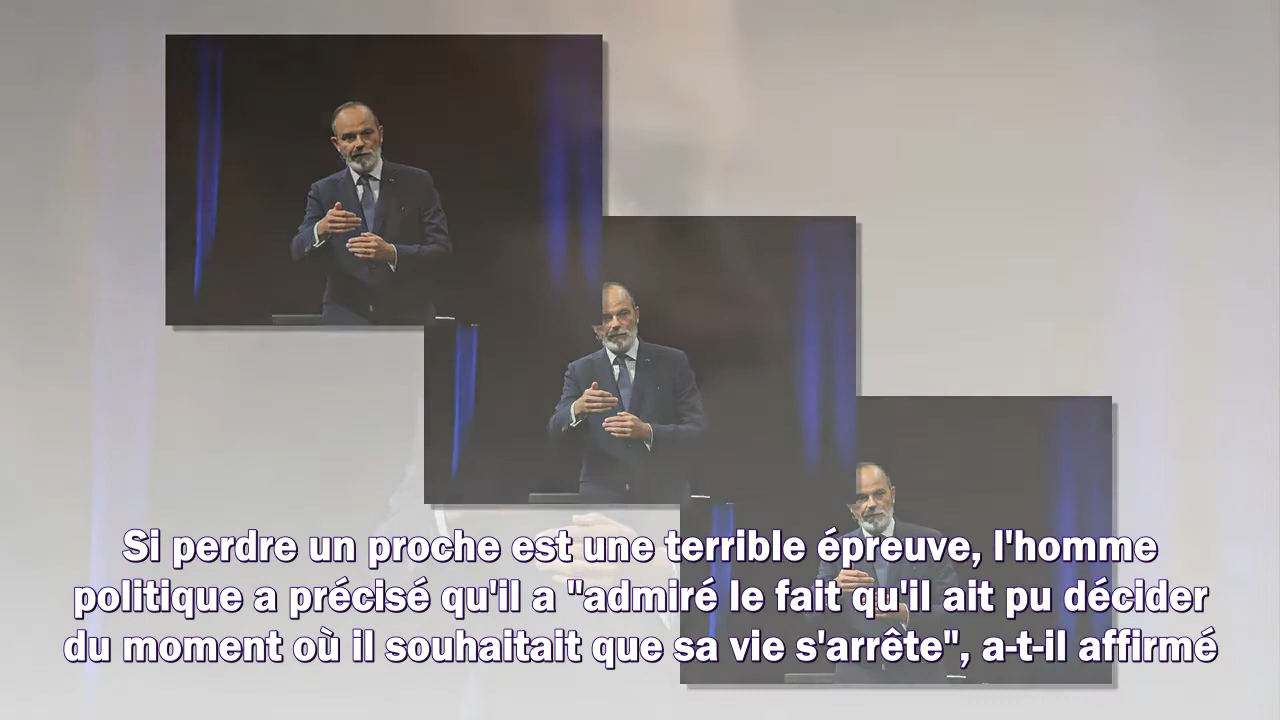 Si perdre un proche est une terrible épreuve, l'homme
politique a précisé qu'il a "admiré le fait qu'il ait pu décider
du moment où il souhaitait que sa vie s'arrête", a-t-il affirmé